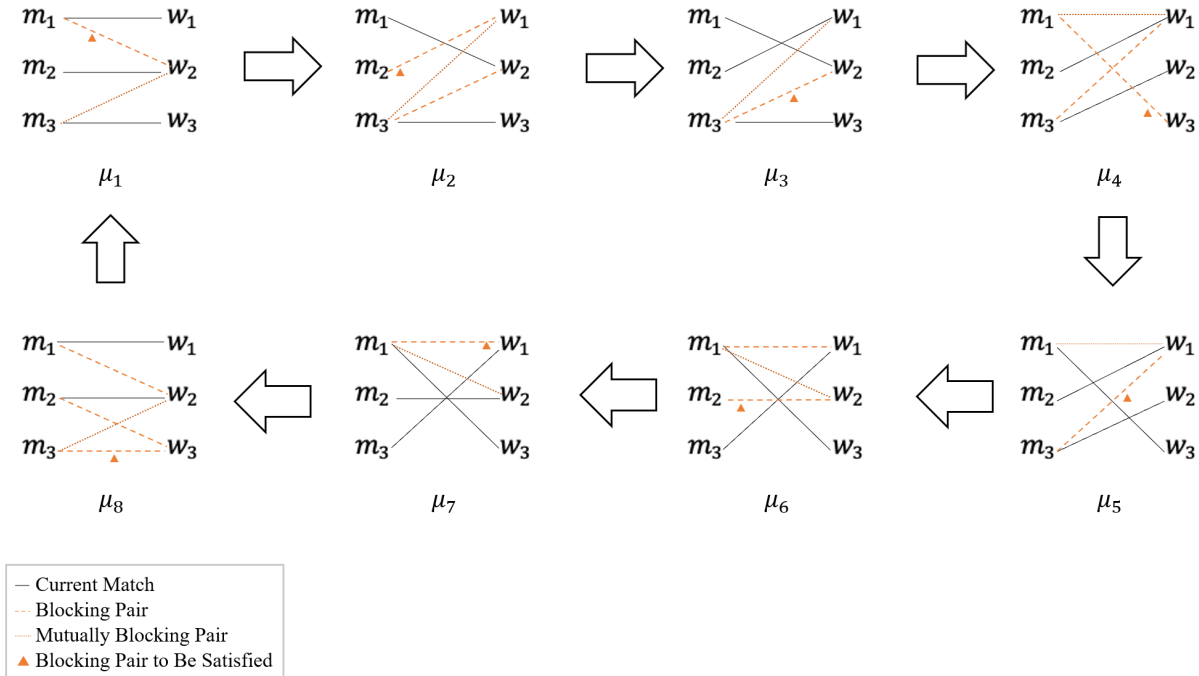 m₁ w₁ m₁ w₁ m₁ w₁ m₁ w₁
m₂ w₂ m₂ w₂ m₂ w₂ m₂ w₂
m₃ w₃ m₃ w₃ m₃ w₃ m₃ w₃
μ₁ μ₂ μ₃ μ₄
m₁ w₁ m₁ w₁ m₁ w₁ m₁ w₁
m₂ w₂ m₂ w₂ m₂ w₂ m₂ w₂
m₃ w₃ m₃ w₃ m₃ w₃ m₃ w₃
μ₈ μ₇ μ₆ μ₅
Current Match
Blocking Pair
Mutually Blocking Pair
Blocking Pair to Be Satisfied